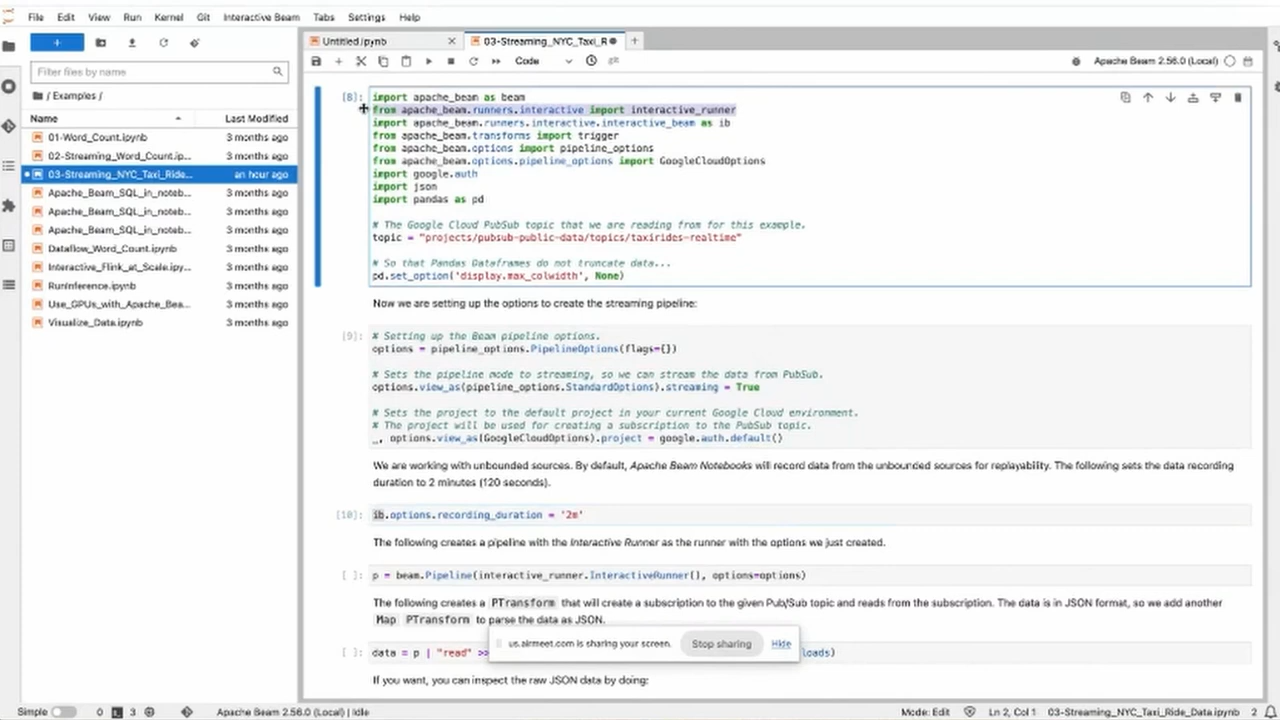 File Edit View Run Kernel Git Interactive Beam Tabs Settings Help
Untitled.ipynb
03-Streaming_NYC_Taxi_R
Filter files by name
Code
Apache Beam 2.56.0 (Local)
/ Examples /
Name Last Modified
01-Word_Count.ipynb 3 months ago
02-Streaming_Word_Count.ip... 3 months ago
03-Streaming_NYC_Taxi_Ride... an hour ago
Apache_Beam_SQL_in_noteb... 3 months ago
Apache_Beam_SQL_in_noteb... 3 months ago
Apache_Beam_SQL_in_noteb... 3 months ago
Dataflow_Word_Count.ipynb 3 months ago
Interactive_Flink_at_Scale.ipy... 3 months ago
RunInference.ipynb 3 months ago
Use_GPUs_with_Apache_Bea... 3 months ago
Visualize_Data.ipynb 3 months ago
[8]: import apache_beam as beam
from apache_beam.runners.interactive import interactive_runner
import apache_beam.runners.interactive.interactive_beam as ib
from apache_beam.transforms import trigger
from apache_beam.options import pipeline_options
from apache_beam.options.pipeline_options import GoogleCloudOptions
import google.auth
import json
import pandas as pd
# The Google Cloud PubSub topic that we are reading from for this example.
topic = "projects/pubsub-public-data/topics/taxirides-realtime"
# So that Pandas Dataframes do not truncate data...
pd.set_option('display.max_colwidth', None)
Now we are setting up the options to create the streaming pipeline:
[9]: # Setting up the Beam pipeline options.
options = pipeline_options.PipelineOptions(flags={})
# Sets the pipeline mode to streaming, so we can stream the data from PubSub.
options.view_as(pipeline_options.StandardOptions).streaming = True
# Sets the project to the default project in your current Google Cloud environment.
# The project will be used for creating a subscription to the PubSub topic.
_, options.view_as(GoogleCloudOptions).project = google.auth.default()
We are working with unbounded sources. By default, Apache Beam Notebooks will record data from the unbounded sources for replayability. The following sets the data recording
duration to 2 minutes (120 seconds).
[10]: ib.options.recording_duration = '2m'
The following creates a pipeline with the Interactive Runner as the runner with the options we just created.
[ ]: p = beam.Pipeline(interactive_runner.InteractiveRunner(), options=options)
The following creates a PTransform that will create a subscription to the given Pub/Sub topic and reads from the subscription. The data is in JSON format, so we add another
Map PTransform to parse the data as JSON.
us.airmeet.com is sharing your screen. Stop sharing Hide
[ ]: data = p | "read" >> loads)
If you want, you can inspect the raw JSON data by doing:
Simple 0 3 Apache Beam 2.56.0 (Local) | Idle Mode: Edit Ln 2, Col 1 03-Streaming_NYC_Taxi_Ride_Data.ipynb 2